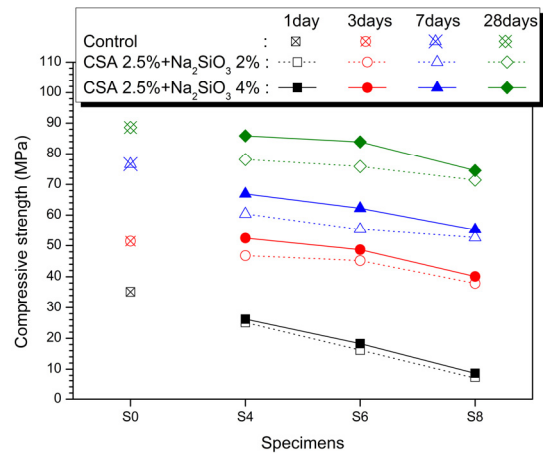 1day 3days 7days 28days
Control :
CSA 2.5%+Na₂SiO₃ 2% :
CSA 2.5%+Na₂SiO₃ 4% :
110
100
90
80
70
60
50
40
30
20
10
0
Compressive strength (MPa)
S0 S4 S6 S8
Specimens